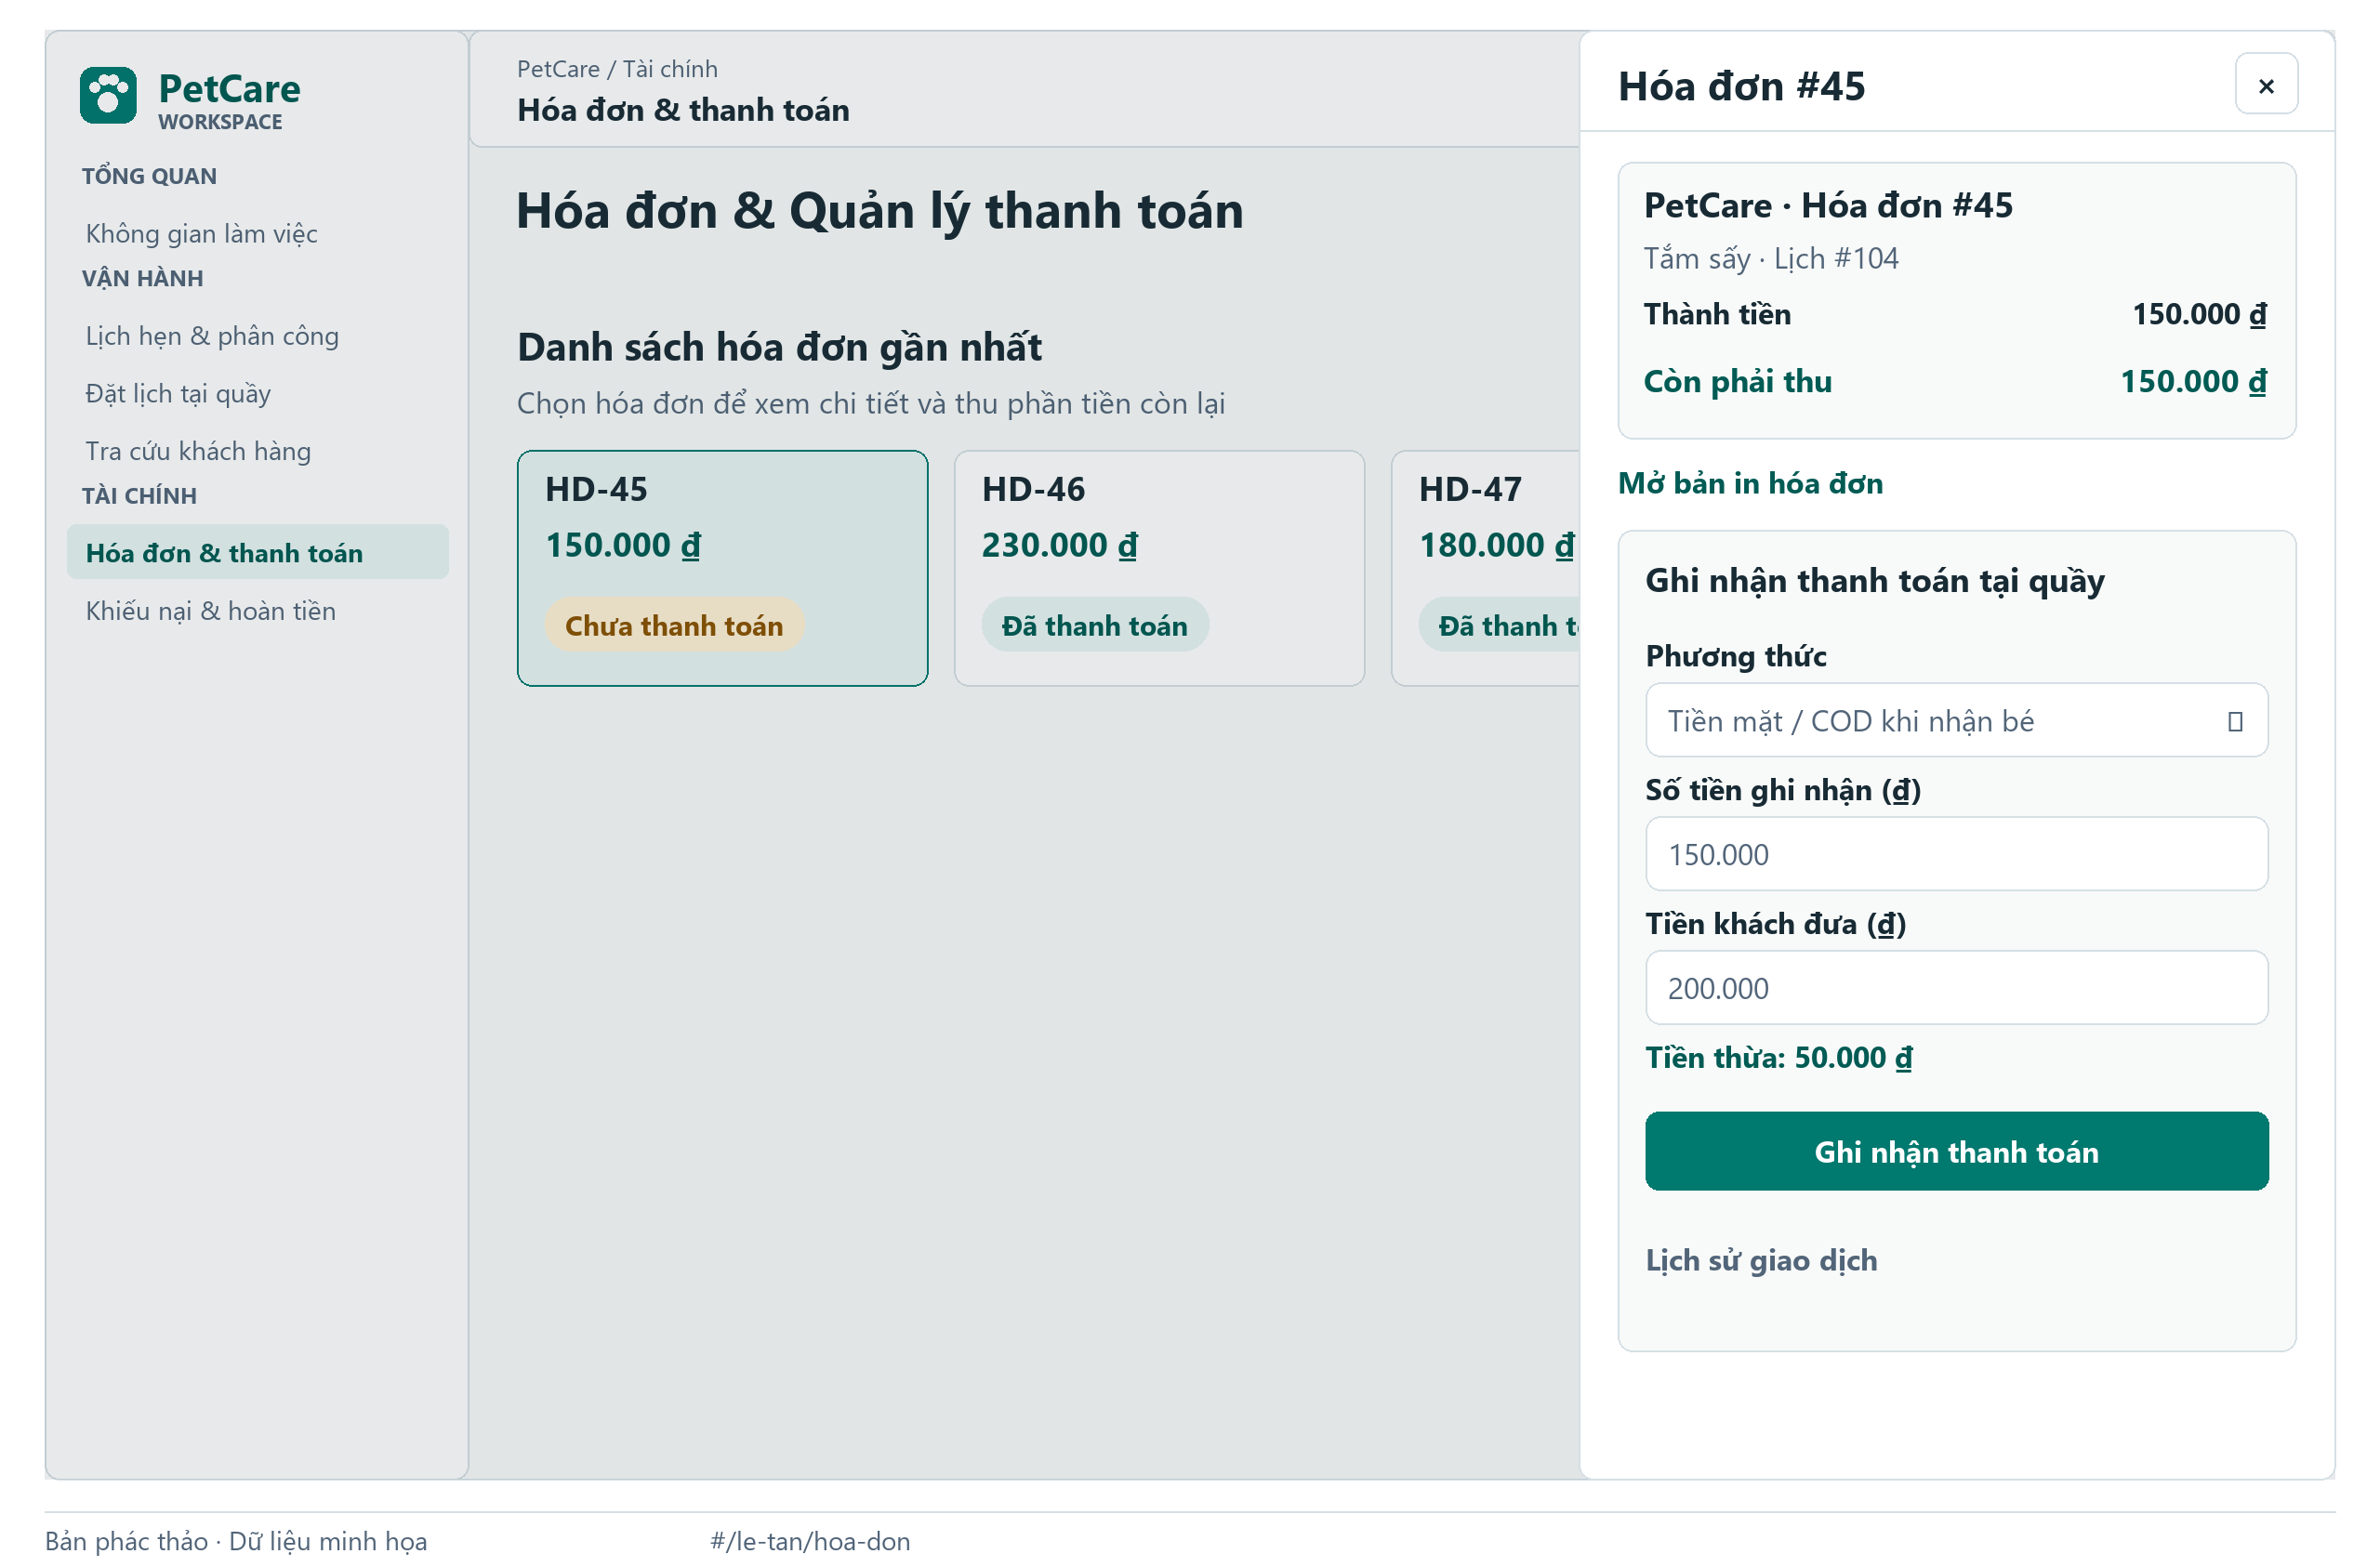 PetCare
WORKSPACE
TỔNG QUAN
Không gian làm việc
VẬN HÀNH
Lịch hẹn & phân công
Đặt lịch tại quầy
Tra cứu khách hàng
TÀI CHÍNH
Hóa đơn & thanh toán
Khiếu nại & hoàn tiền
PetCare / Tài chính
Hóa đơn & thanh toán
Hóa đơn & Quản lý thanh toán
Danh sách hóa đơn gần nhất
Chọn hóa đơn để xem chi tiết và thu phần tiền còn lại
HD-45
150.000 ₫
Chưa thanh toán
HD-46
230.000 ₫
Đã thanh toán
HD-47
180.000 ₫
Đã thanh
Hóa đơn #45
×
PetCare · Hóa đơn #45
Tắm sấy · Lịch #104
Thành tiền 150.000 ₫
Còn phải thu 150.000 ₫
Mở bản in hóa đơn
Ghi nhận thanh toán tại quầy
Phương thức
Tiền mặt / COD khi nhận bé
Số tiền ghi nhận (₫)
150.000
Tiền khách đưa (₫)
200.000
Tiền thừa: 50.000 ₫
Ghi nhận thanh toán
Lịch sử giao dịch
Bản phác thảo · Dữ liệu minh họa
#/le-tan/hoa-don